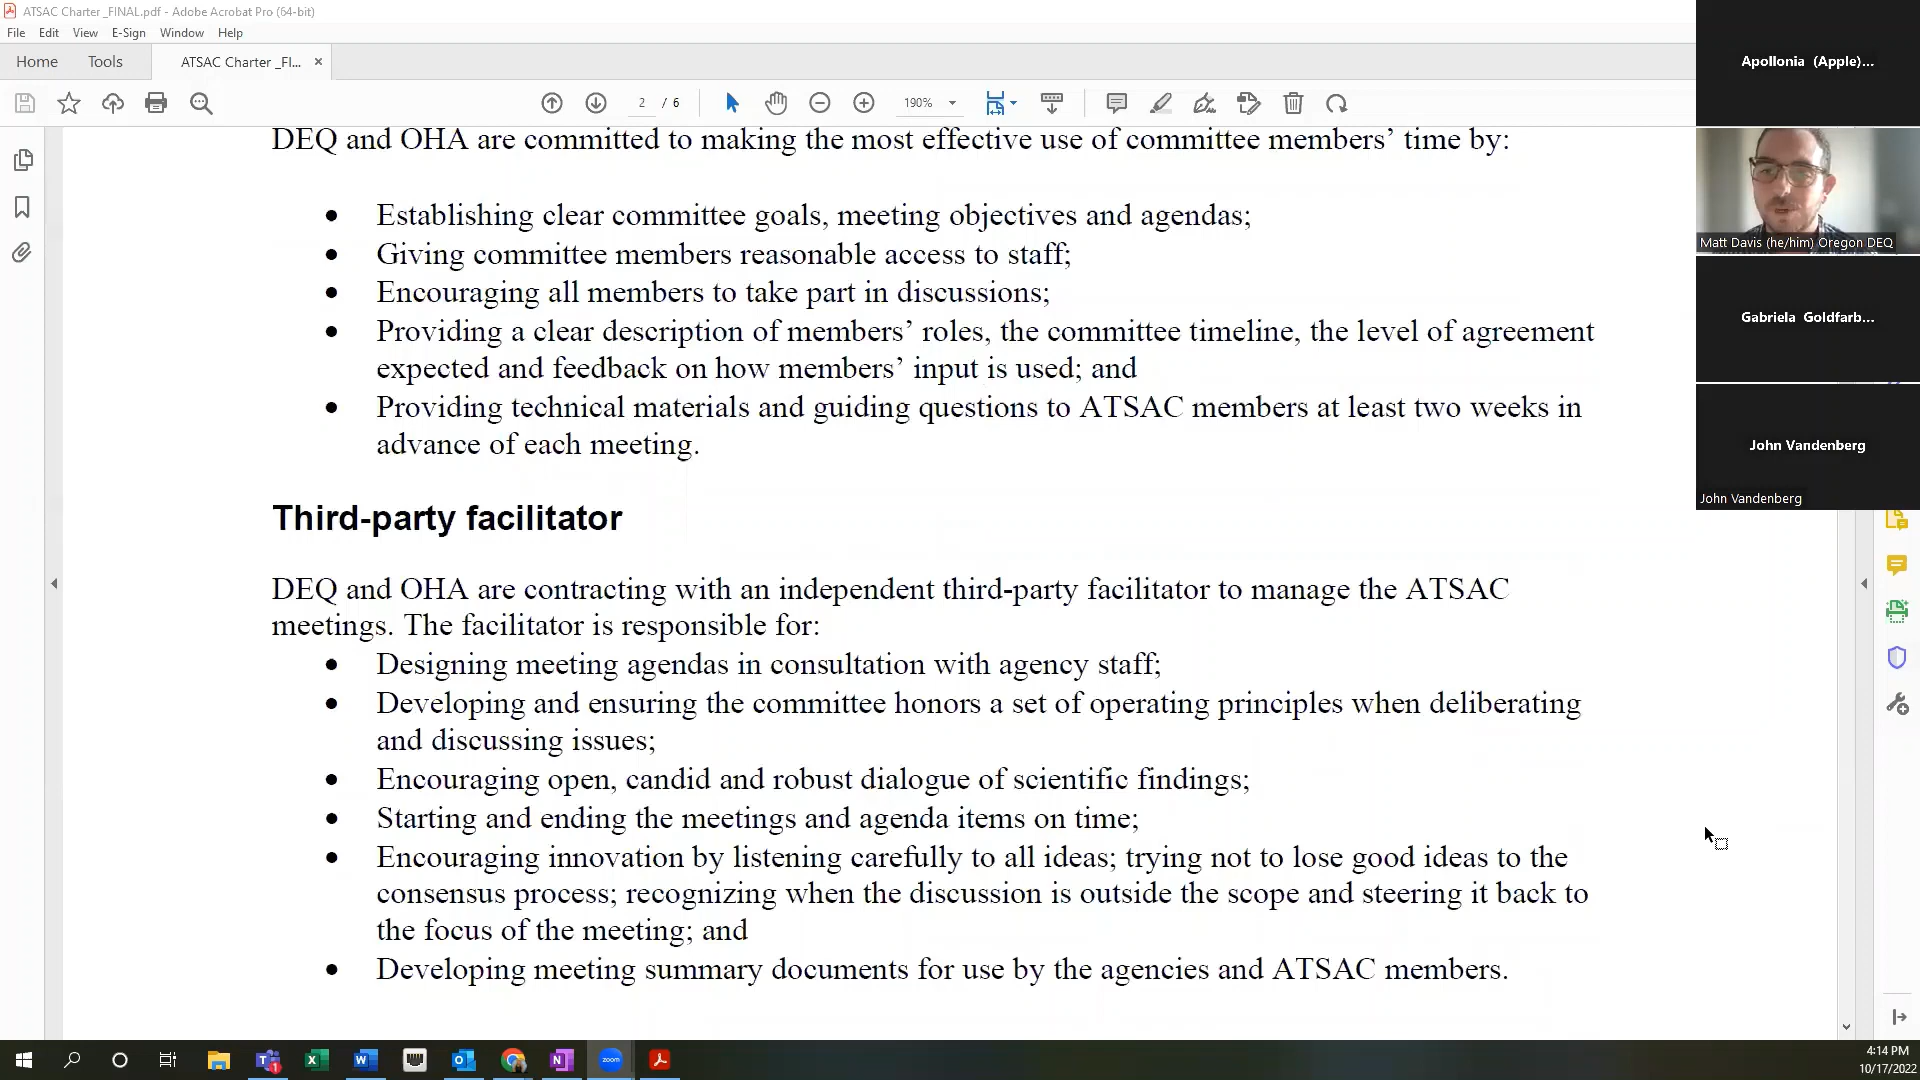 ATSAC Charter _FINAL.pdf - Adobe Acrobat Pro (64-bit)
File Edit View E-Sign Window Help
Home Tools ATSAC Charter _FI... ×
2 / 6 190%
DEQ and OHA are committed to making the most effective use of committee members’ time by:
• Establishing clear committee goals, meeting objectives and agendas;
• Giving committee members reasonable access to staff;
• Encouraging all members to take part in discussions;
• Providing a clear description of members’ roles, the committee timeline, the level of agreement
expected and feedback on how members’ input is used; and
• Providing technical materials and guiding questions to ATSAC members at least two weeks in
advance of each meeting.
Third-party facilitator
DEQ and OHA are contracting with an independent third-party facilitator to manage the ATSAC
meetings. The facilitator is responsible for:
• Designing meeting agendas in consultation with agency staff;
• Developing and ensuring the committee honors a set of operating principles when deliberating
and discussing issues;
• Encouraging open, candid and robust dialogue of scientific findings;
• Starting and ending the meetings and agenda items on time;
• Encouraging innovation by listening carefully to all ideas; trying not to lose good ideas to the
consensus process; recognizing when the discussion is outside the scope and steering it back to
the focus of the meeting; and
• Developing meeting summary documents for use by the agencies and ATSAC members.
Apollonia (Apple)...
Matt Davis (he/him) Oregon DEQ
Gabriela Goldfarb...
John Vandenberg
John Vandenberg
zoom
4:14 PM
10/17/2022